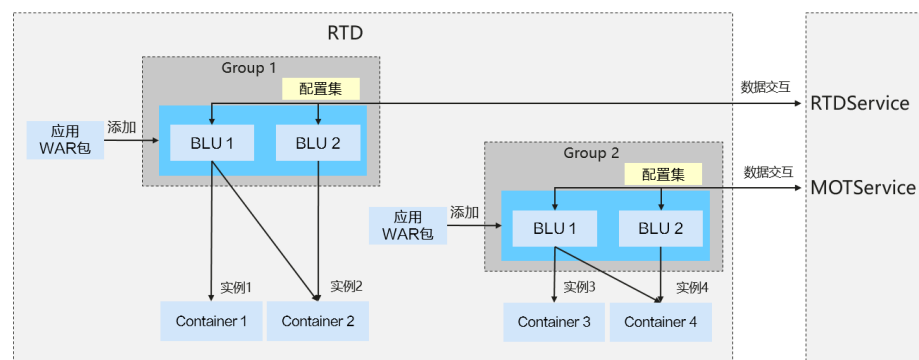 RTD
Group 1
配置集
数据交互
RTDService
应用
WAR包
添加
BLU 1
BLU 2
Group 2
配置集
数据交互
MOTService
应用
WAR包
添加
BLU 1
BLU 2
实例1
实例2
实例3
实例4
Container 1
Container 2
Container 3
Container 4